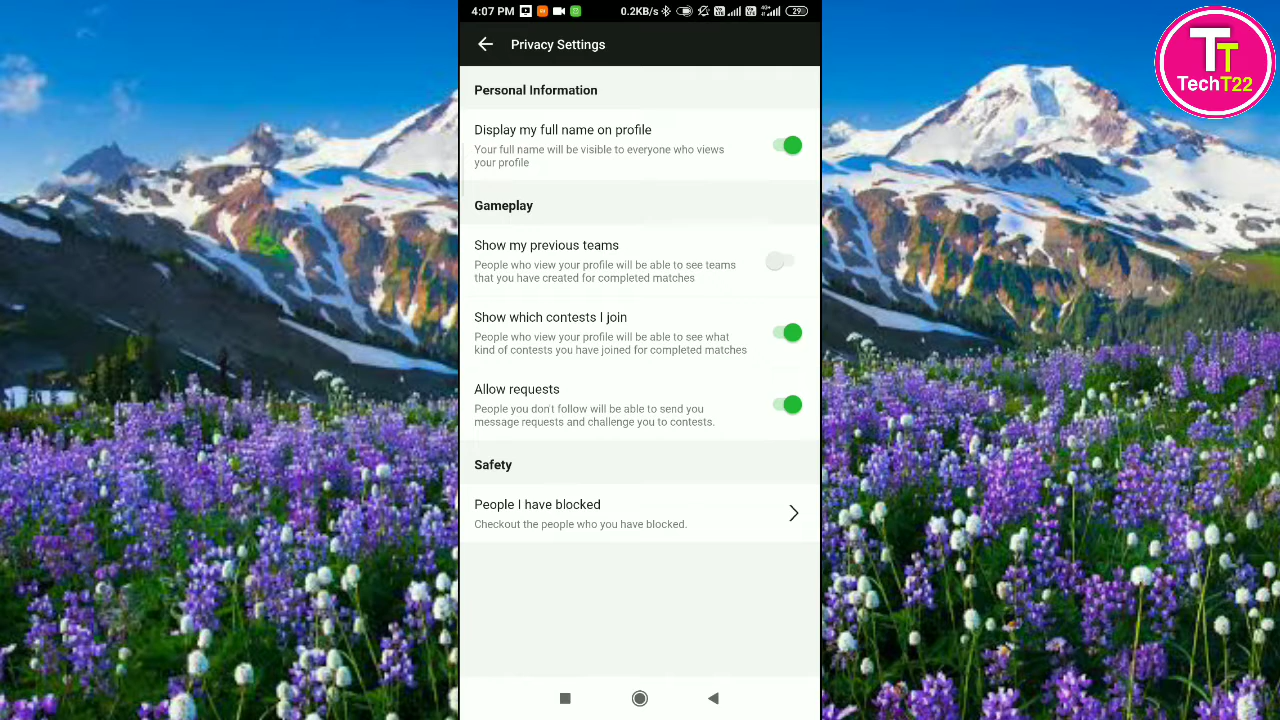 4:07 PM 0.2KB/s 4G+ 29
Privacy Settings
Personal Information
Display my full name on profile
Your full name will be visible to everyone who views
your profile
Gameplay
Show my previous teams
People who view your profile will be able to see teams
that you have created for completed matches
Show which contests I join
People who view your profile will be able to see what
kind of contests you have joined for completed matches
Allow requests
People you don't follow will be able to send you
message requests and challenge you to contests.
Safety
People I have blocked
Checkout the people who you have blocked.
TT
TechT22